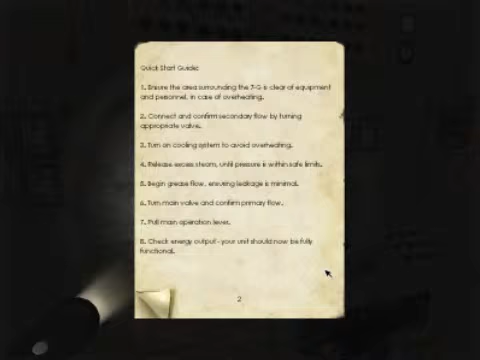 Quick Start Guide:
1. Ensure the area surrounding the 7-G is clear of equipment
and personnel, in case of overheating.
2. Connect and confirm secondary flow by turning
appropriate valve.
3. Turn on cooling system to avoid overheating.
4. Release excess steam, until pressure is within safe limits.
5. Begin grease flow, ensuring leakage is minimal.
6. Turn main valve and confirm primary flow.
7. Pull main operation lever.
8. Check energy output - your unit should now be fully
functional.
2